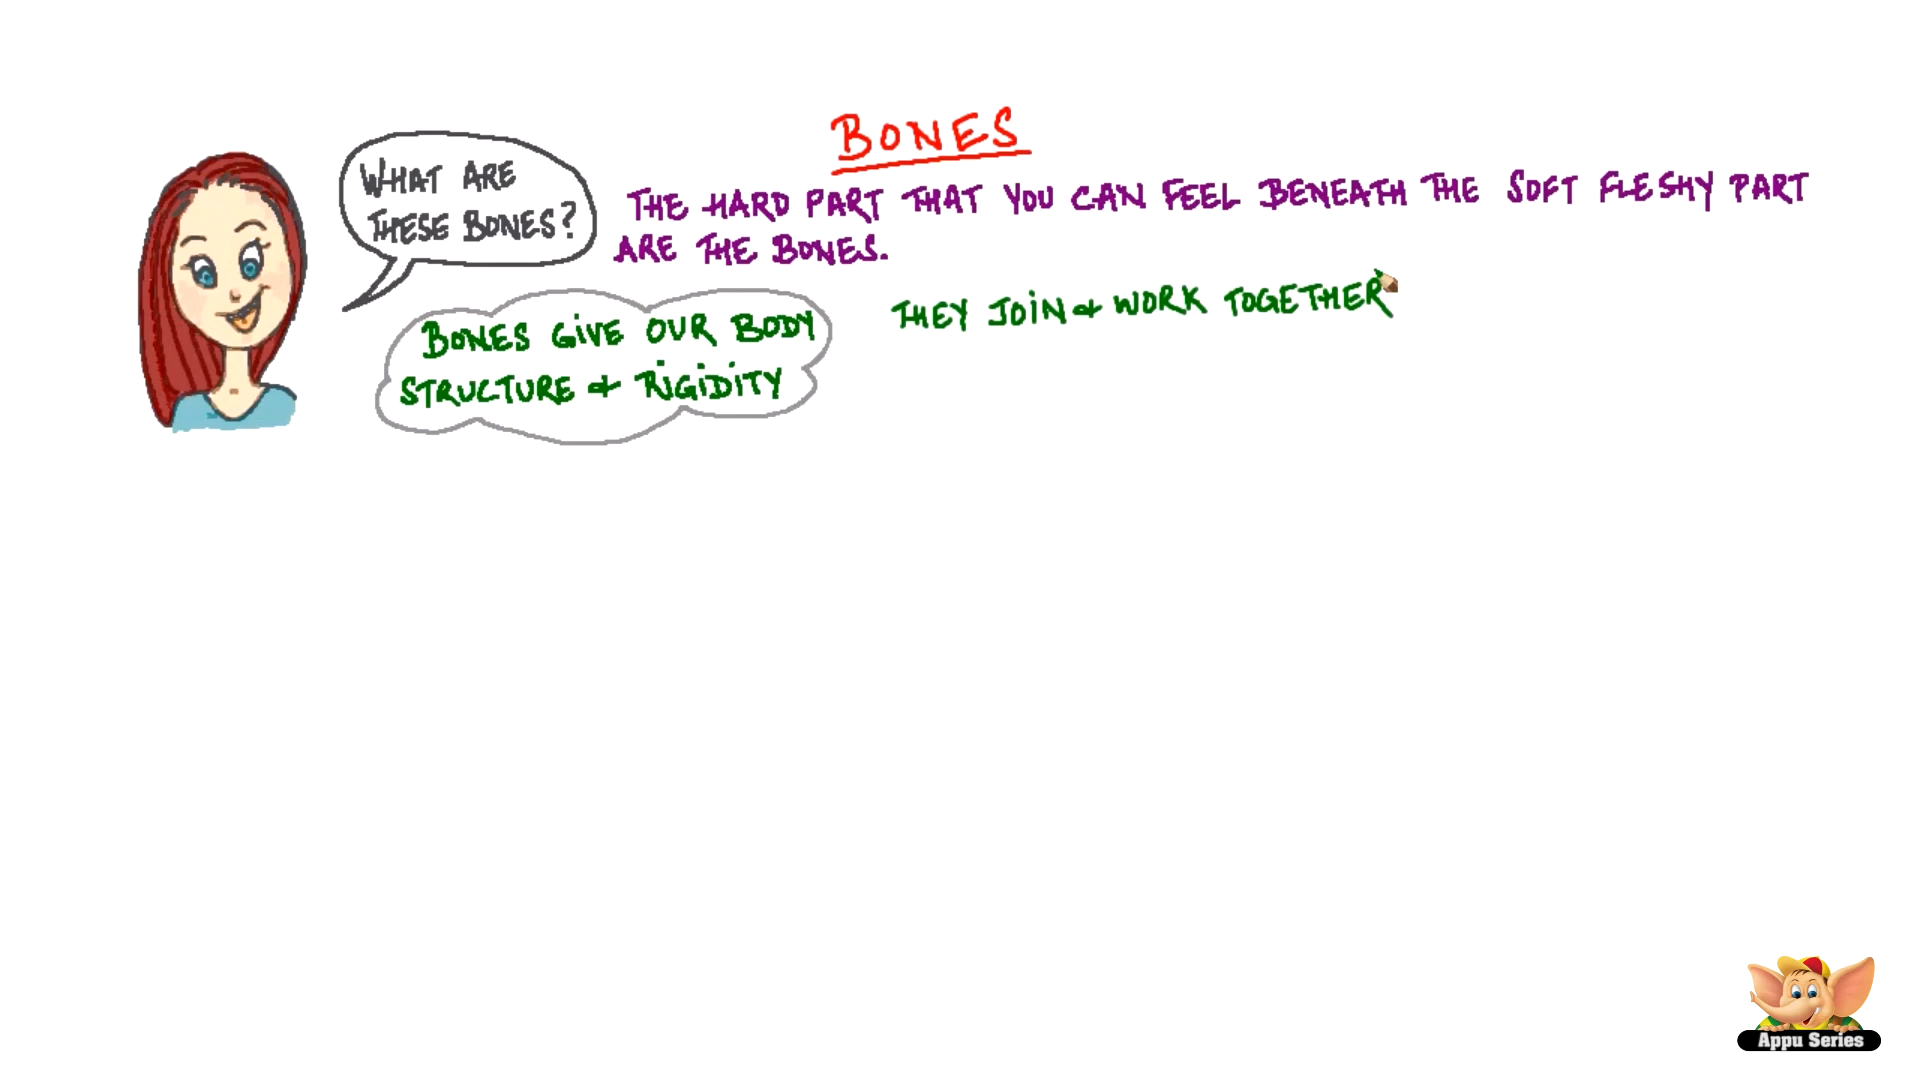 BONES
WHAT ARE
THESE BONES?
THE HARD PART THAT YOU CAN FEEL BENEATH THE SOFT FLESHY PART
ARE THE BONES.
BONES GIVE OUR BODY
STRUCTURE & RIGIDITY
THEY JOIN & WORK TOGETHER
Appu Series